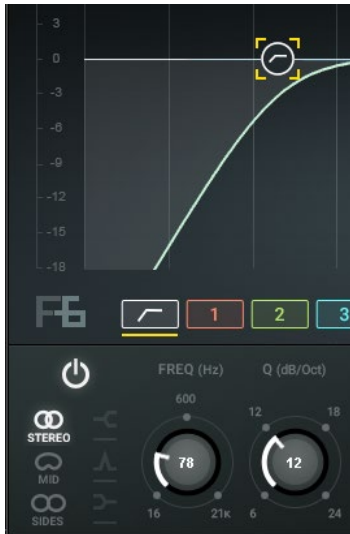 3
0
-3
-6
-9
-12
-15
-18
F6
1 2 3
FREQ (Hz) Q (dB/Oct)
600 12 18
STEREO
78 12
MID
16 21K 6 24
SIDES